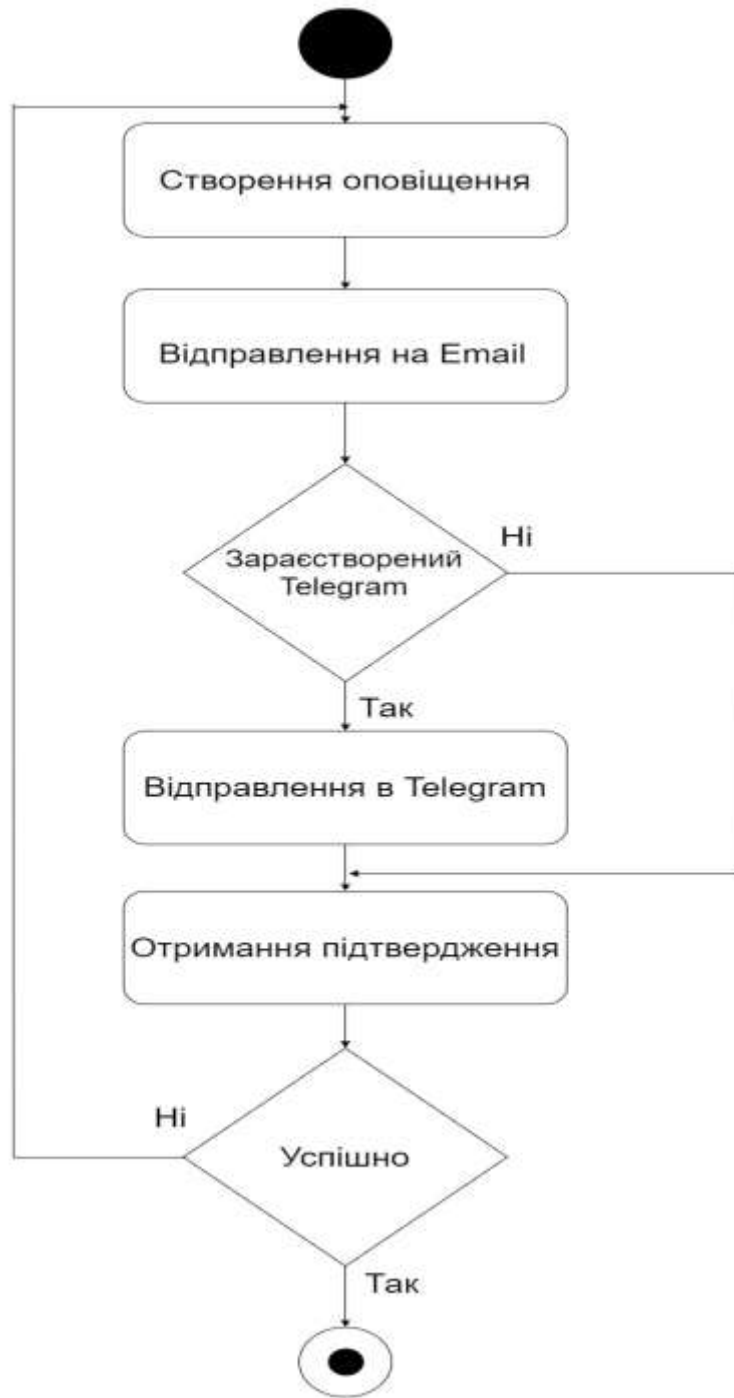 Створення оповіщення
Відправлення на Email
Зараєстворений
Telegram
Ні
Так
Відправлення в Telegram
Отримання підтвердження
Ні
Успішно
Так